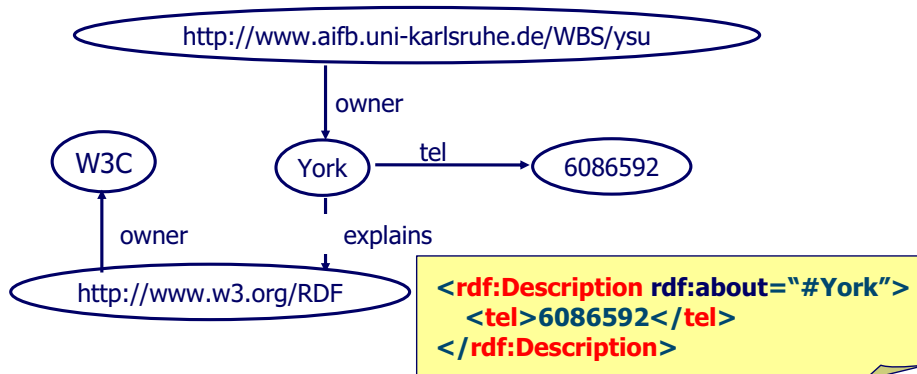 http://www.aifb.uni-karlsruhe.de/WBS/ysu
owner
W3C
York
tel
6086592
owner
explains
http://www.w3.org/RDF
<rdf:Description rdf:about=“#York”>
<tel>6086592</tel>
</rdf:Description>